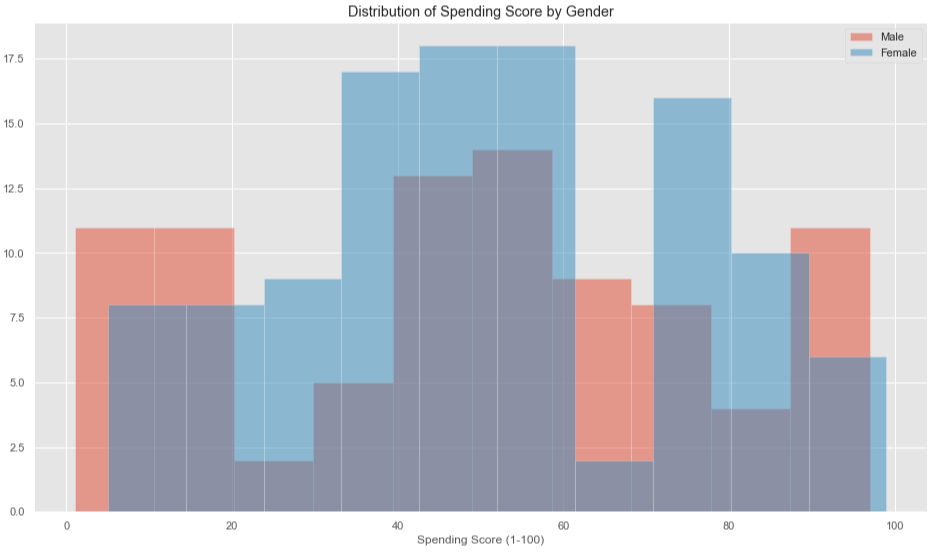 Distribution of Spending Score by Gender
Male
Female
17.5
15.0
12.5
10.0
7.5
5.0
2.5
0.0
0 20 40 60 80 100
Spending Score (1-100)